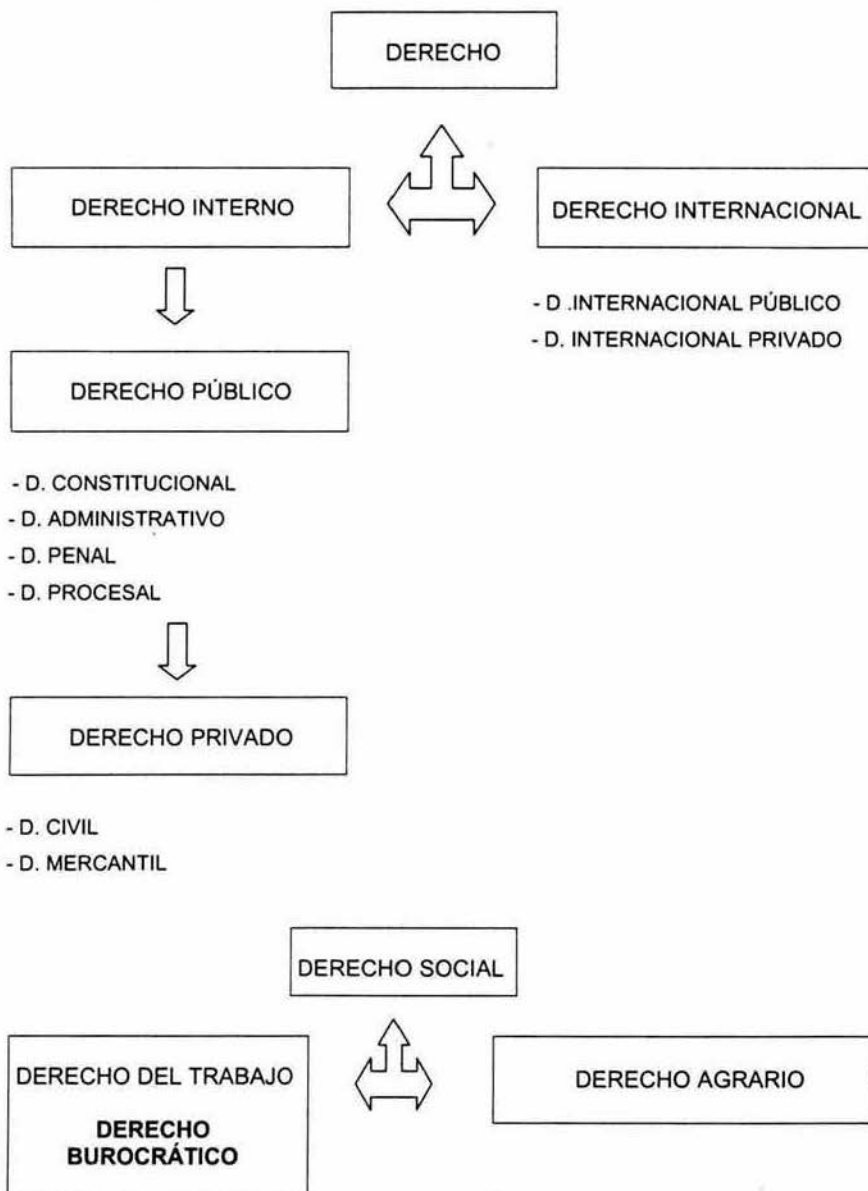 DERECHO
DERECHO INTERNO
DERECHO INTERNACIONAL
- D .INTERNACIONAL PÚBLICO
- D. INTERNACIONAL PRIVADO
DERECHO PÚBLICO
- D. CONSTITUCIONAL
- D. ADMINISTRATIVO
- D. PENAL
- D. PROCESAL
DERECHO PRIVADO
- D. CIVIL
- D. MERCANTIL
DERECHO SOCIAL
DERECHO DEL TRABAJO
DERECHO
BUROCRÁTICO
DERECHO AGRARIO